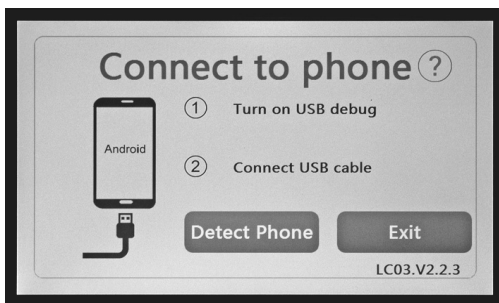 Connect to phone ?
1 Turn on USB debug
Android
2 Connect USB cable
Detect Phone
Exit
LC03.V2.2.3